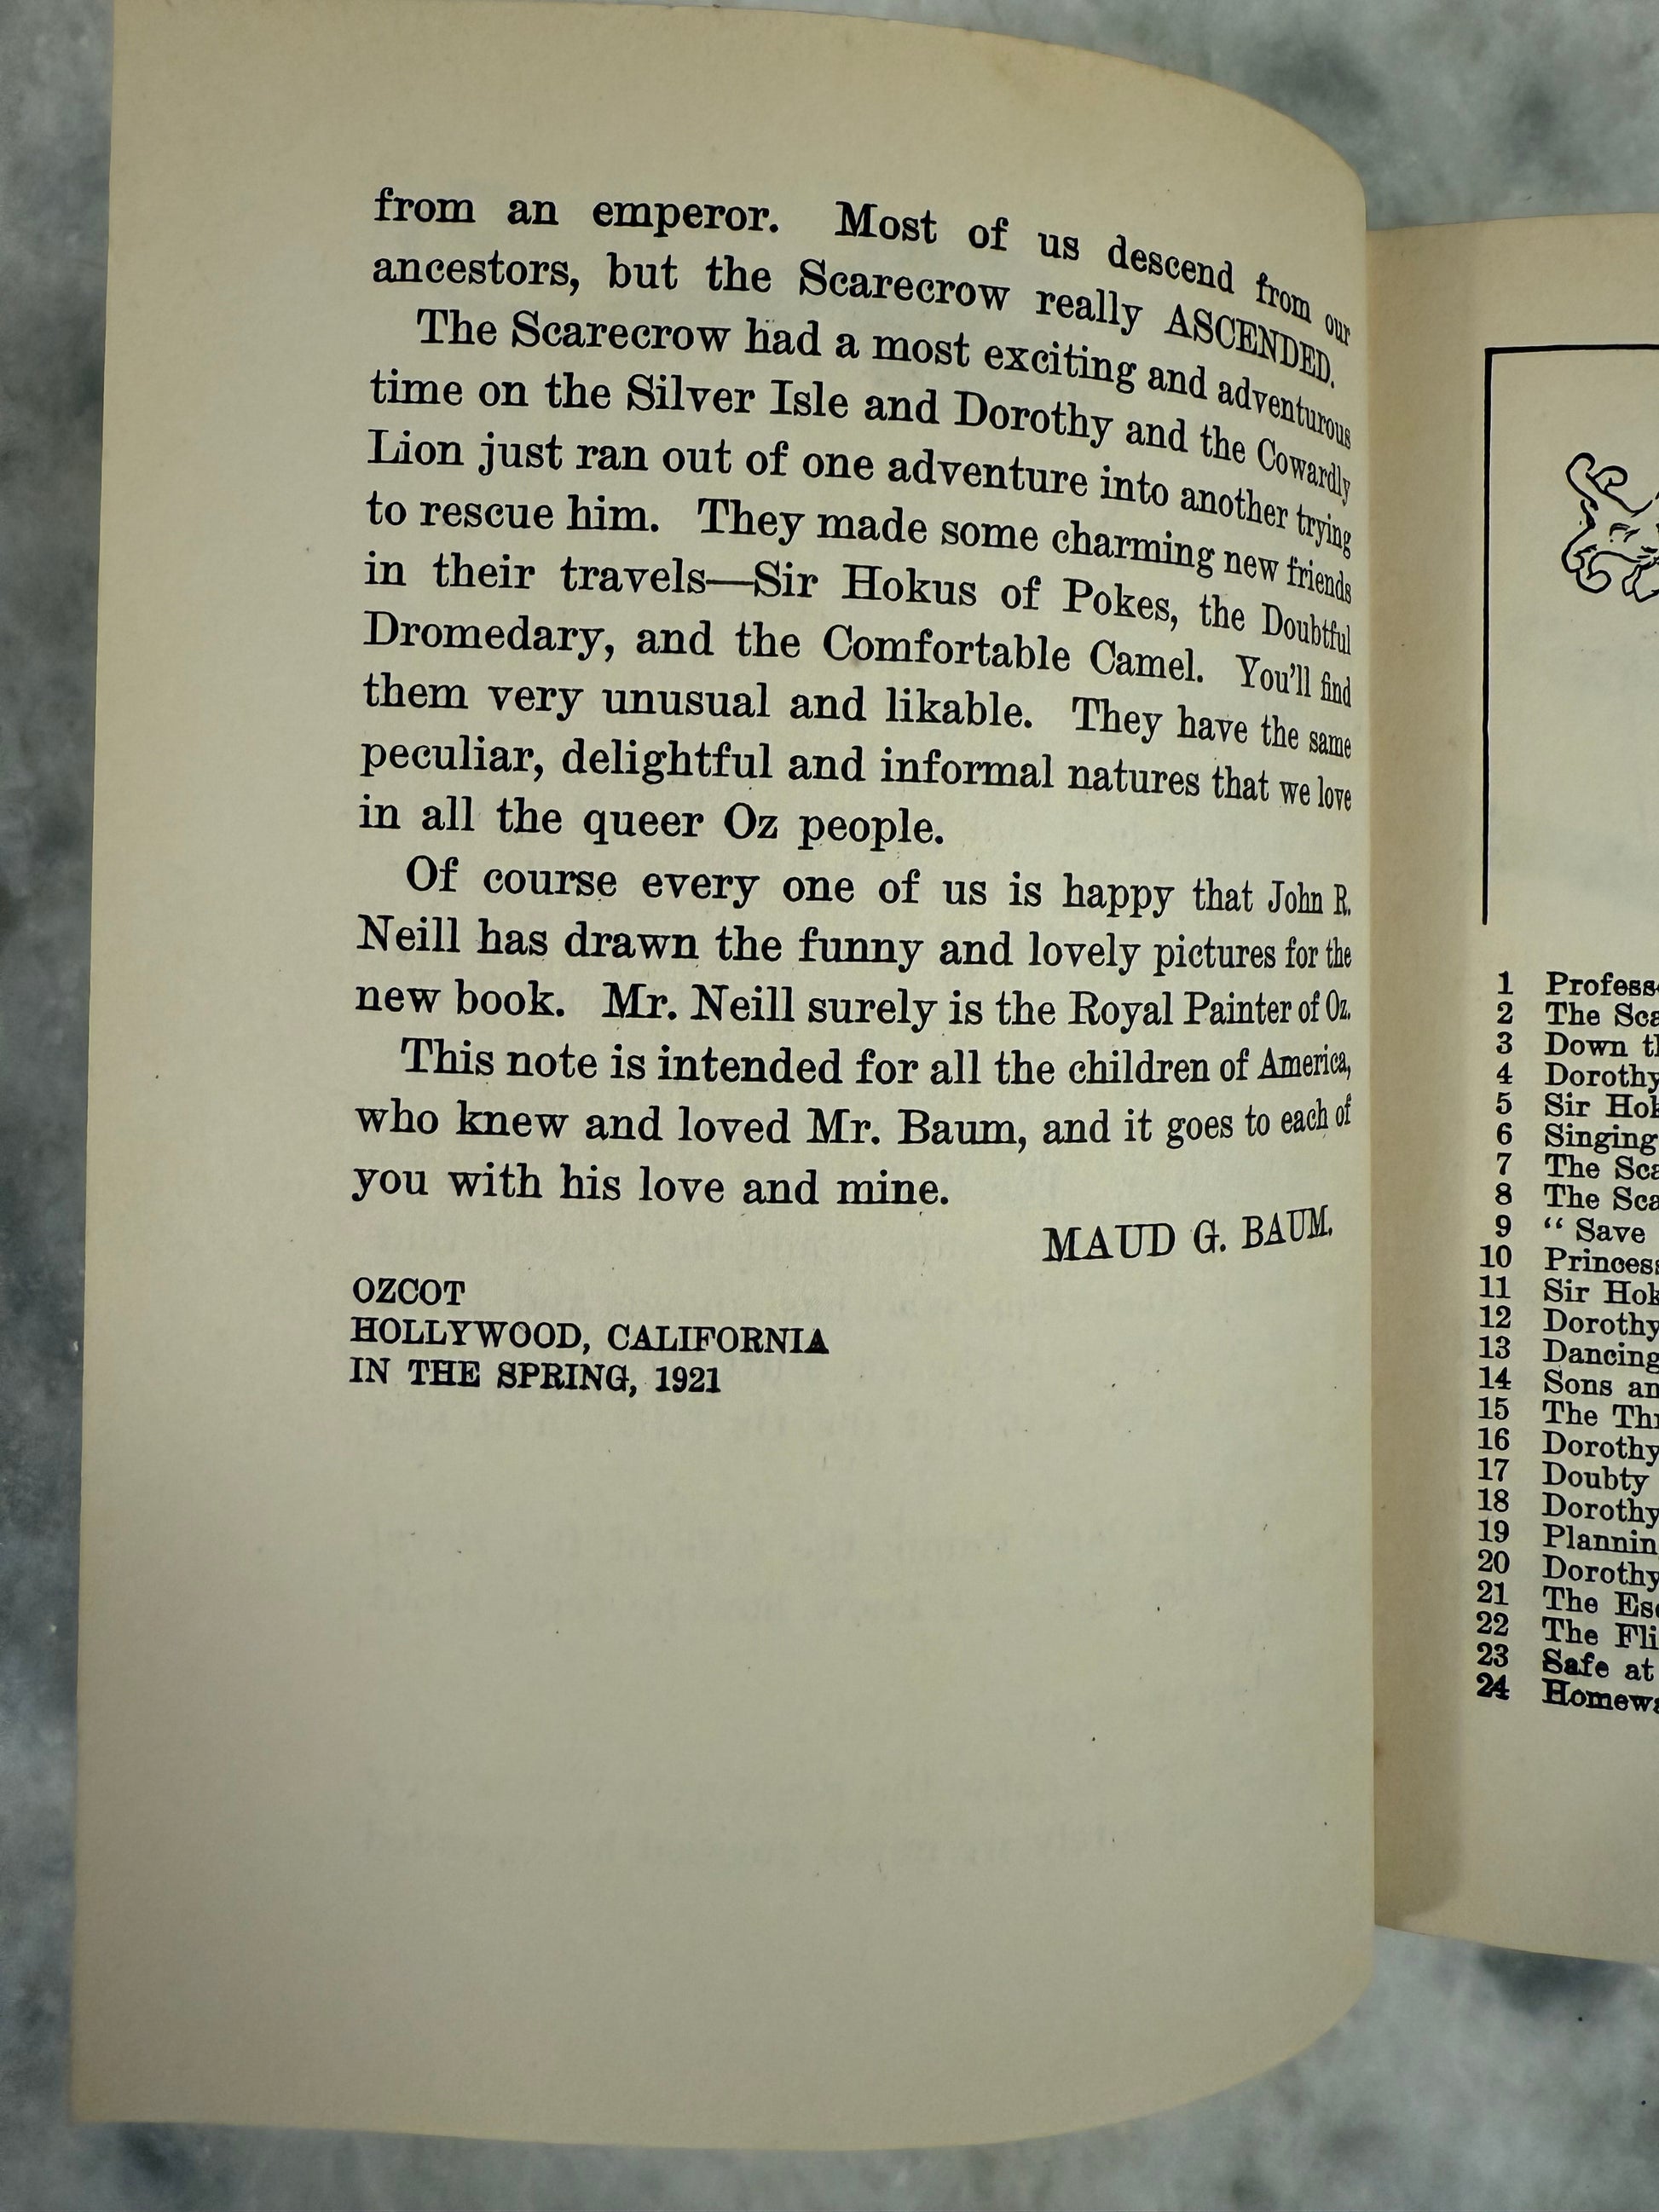 from an emperor. Most of us descend from our
ancestors, but the Scarecrow really ASCENDED.
The Scarecrow had a most exciting and adventurous
time on the Silver Isle and Dorothy and the Cowardly
Lion just ran out of one adventure into another trying
to rescue him. They made some charming new friends
in their travels—Sir Hokus of Pokes, the Doubtful
Dromedary, and the Comfortable Camel. You'll find
them very unusual and likable. They have the same
peculiar, delightful and informal natures that we love
in all the queer Oz people.
Of course every one of us is happy that John R.
Neill has drawn the funny and lovely pictures for the
new book. Mr. Neill surely is the Royal Painter of Oz.
This note is intended for all the children of America,
who knew and loved Mr. Baum, and it goes to each of
you with his love and mine.
MAUD G. BAUM.
OZCOT
HOLLYWOOD, CALIFORNIA
IN THE SPRING, 1921
1
2 The
3 Down
4 Dorothy
5 Sir
6 Singing
7 The
8 The
9 “ Save
10
11 Sir
12 Dorothy
13 Dancing
14 Sons
15 The
16 Dorothy
17 Doubty
18 Dorothy
19
20 Dorothy
21 The
22 The
23 Safe at
24